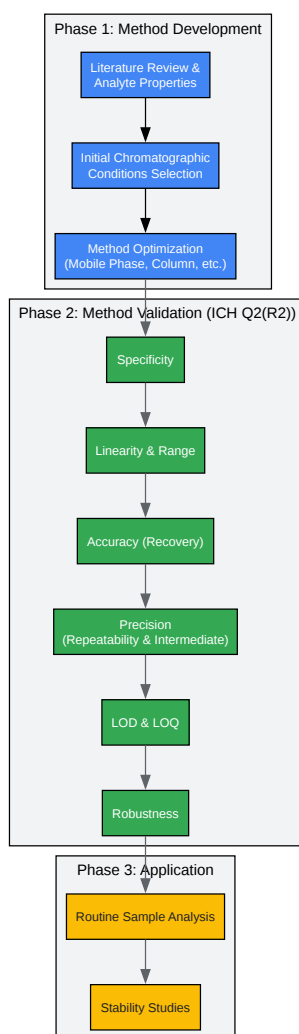 Phase 1: Method Development
Literature Review &
Analyte Properties
Initial Chromatographic
Conditions Selection
Method Optimization
(Mobile Phase, Column, etc.)
Phase 2: Method Validation (ICH Q2(R2))
Specificity
Linearity & Range
Accuracy (Recovery)
Precision
(Repeatability & Intermediate)
LOD & LOQ
Robustness
Phase 3: Application
Routine Sample Analysis
Stability Studies